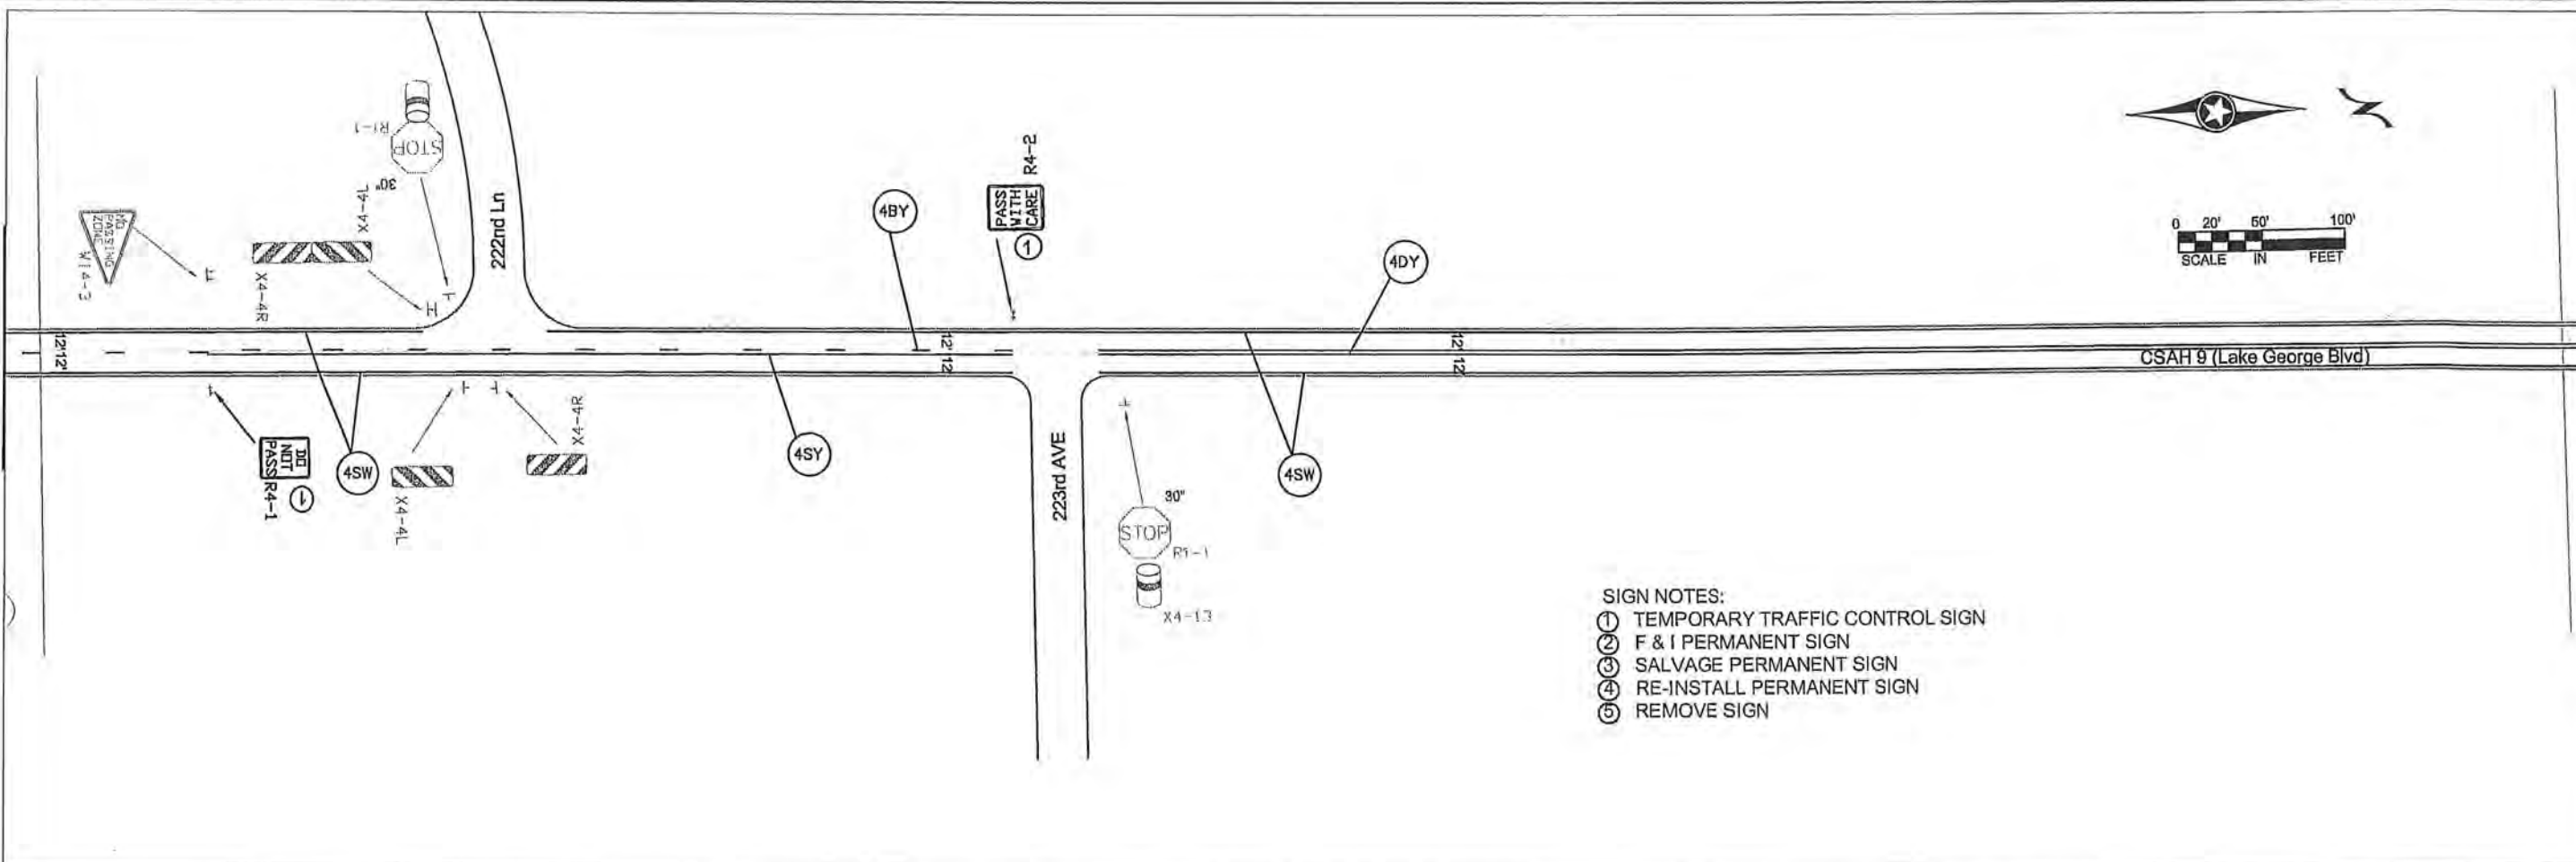 R1-1
STOP
30"
X4-4L
X4-4R
NO
PASSING
ZONE
W14-3
222nd Ln
4BY
PASS
WITH
CARE
R4-2
1
4DY
N
0 20' 60' 100'
SCALE IN FEET
12' 12'
12' 12'
12' 12'
CSAH 9 (Lake George Blvd)
DO
NOT
PASS
R4-1
1
4SW
X4-4L
X4-4R
4SY
223rd AVE
30"
STOP
R1-1
X4-13
4SW
SIGN NOTES:
1 TEMPORARY TRAFFIC CONTROL SIGN
2 F & I PERMANENT SIGN
3 SALVAGE PERMANENT SIGN
4 RE-INSTALL PERMANENT SIGN
5 REMOVE SIGN